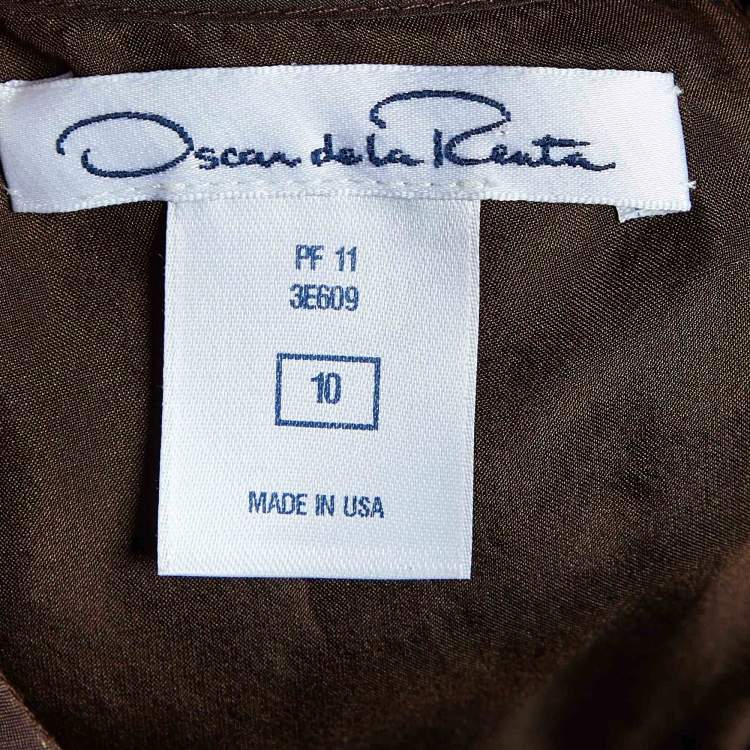 Oscar de la Renta
PF 11
3E609
10
MADE IN USA